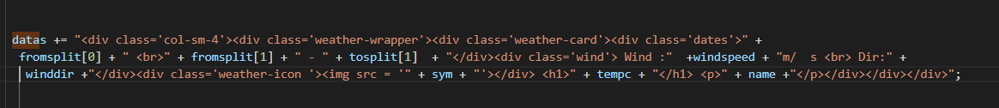 datas += "<div class='col-sm-4'><div class='weather-wrapper'><div class='weather-card'><div class='dates'>" +
fromsplit[0] + " <br>" + fromsplit[1] + " - " + tosplit[1]  + "</div><div class='wind'> Wind :"  +windspeed + "m/  s <br> Dir:" +
winddir +"</div><div class='weather-icon '><img src = '" + sym + "'></div> <h1>" + tempc + "</h1> <p>" + name +"</p></div></div></div>";